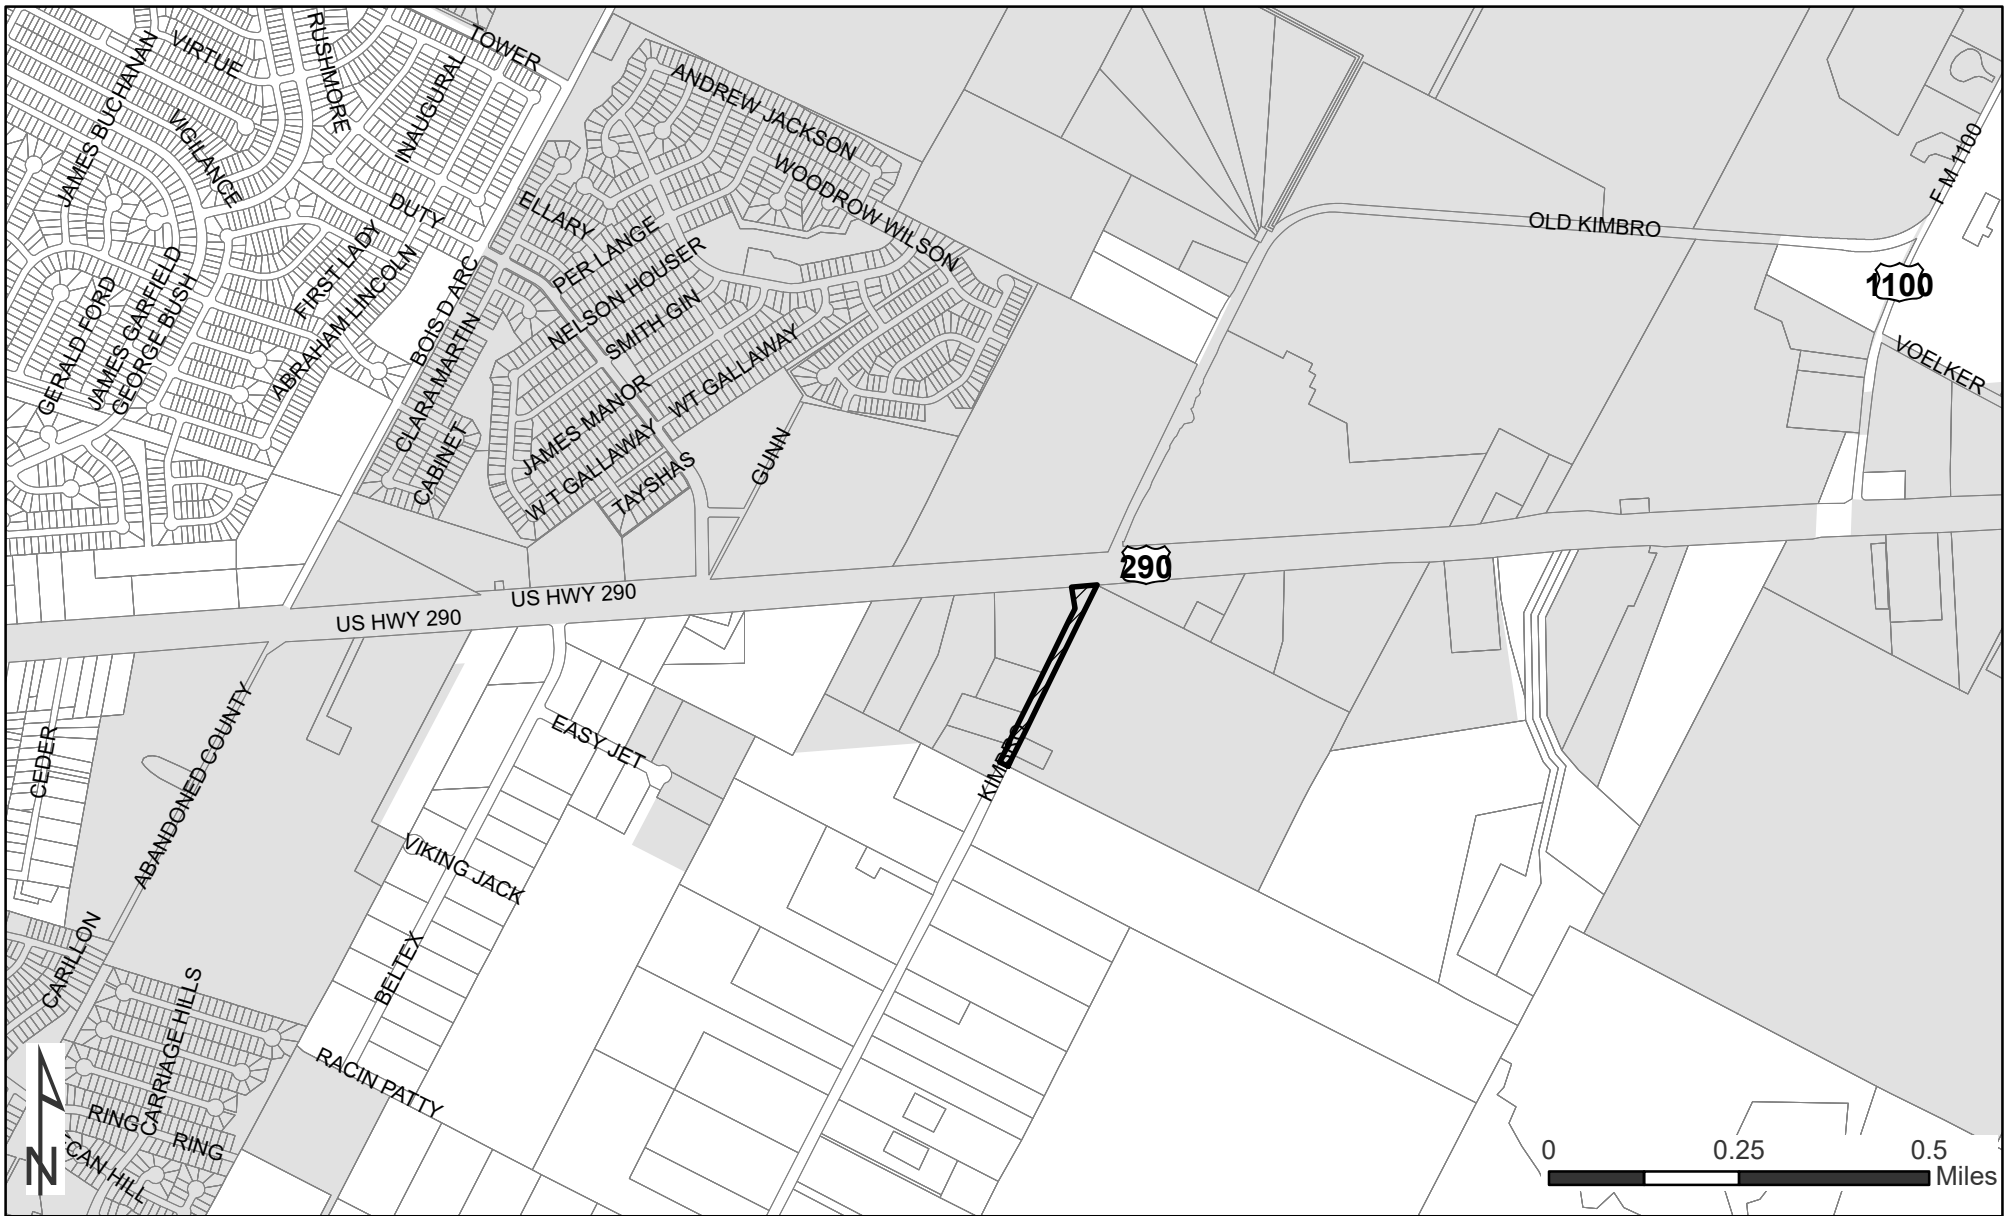 TOWER
VIRTUE
RUSHMORE
INAUGURAL
JAMES BUCHANAN
VIGILANCE
ANDREW JACKSON
WOODROW WILSON
F M 1100
DUTY
ELLARY
PER LANGE
OLD KIMBRO
FIRST LADY
NELSON HOUSER
1100
JAMES GARFIELD
GERALD FORD
GEORGE BUSH
ABRAHAM LINCOLN
BOIS D ARC
SMITH GIN
CLARA MARTIN
WT GALLAWAY
VOELKER
JAMES MANOR
CABINET
W T GALLAWAY
GUNN
TAYSHAS
290
US HWY 290
US HWY 290
CEDER
ABANDONED COUNTY
EASY JET
KIMBRO
VIKING JACK
CARILLON
BELTEX
CARRIAGE HILLS
RACIN PATTY
RING
RING
HILL
N
0 0.25 0.5
Miles